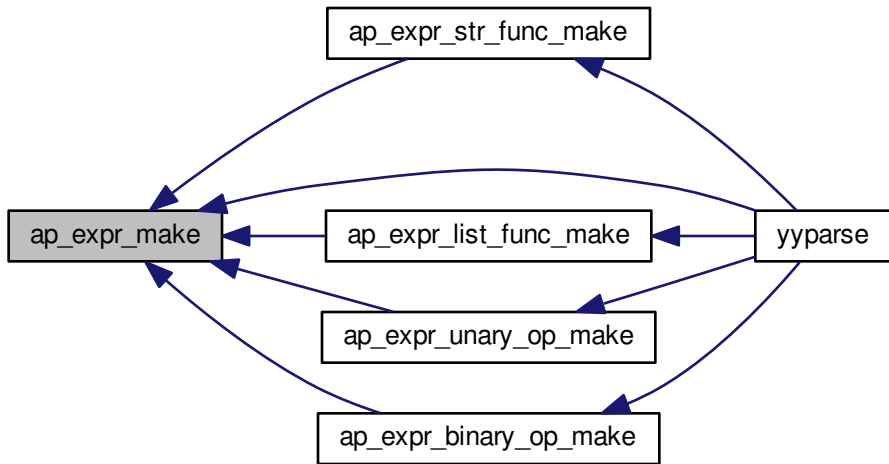 ap_expr_str_func_make
ap_expr_make
ap_expr_list_func_make
yyparse
ap_expr_unary_op_make
ap_expr_binary_op_make